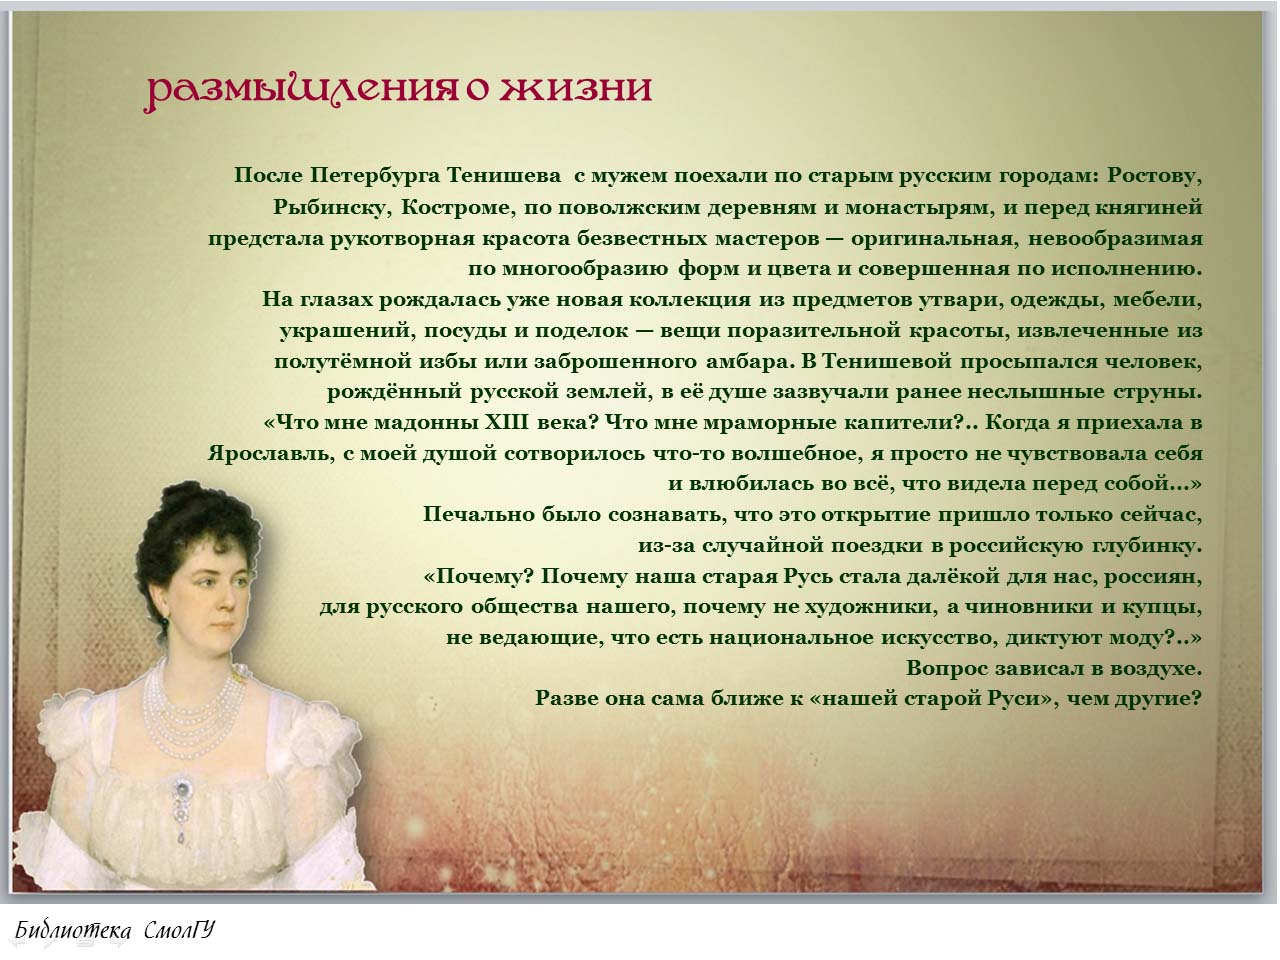 размышления о жизни
После Петербурга Тенишева с мужем поехали по старым русским городам: Ростову,
Рыбинску, Костроме, по поволжским деревням и монастырям, и перед княгиней
предстала рукотворная красота безвестных мастеров — оригинальная, невообразимая
по многообразию форм и цвета и совершенная по исполнению.
На глазах рождалась уже новая коллекция из предметов утвари, одежды, мебели,
украшений, посуды и поделок — вещи поразительной красоты, извлеченные из
полутёмной избы или заброшенного амбара. В Тенишевой просыпался человек,
рождённый русской землей, в её душе зазвучали ранее неслышные струны.
«Что мне мадонны XIII века? Что мне мраморные капители?.. Когда я приехала в
Ярославль, с моей душой сотворилось что-то волшебное, я просто не чувствовала себя
и влюбилась во всё, что видела перед собой...»
Печально было сознавать, что это открытие пришло только сейчас,
из-за случайной поездки в российскую глубинку.
«Почему? Почему наша старая Русь стала далёкой для нас, россиян,
для русского общества нашего, почему не художники, а чиновники и купцы,
не ведающие, что есть национальное искусство, диктуют моду?..»
Вопрос зависал в воздухе.
Разве она сама ближе к «нашей старой Руси», чем другие?
Библиотека СмолГУ